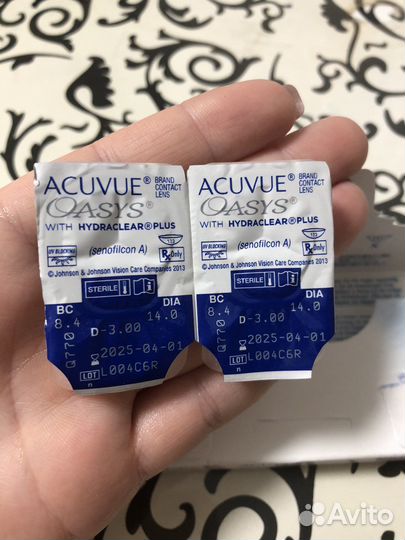 ACUVUE® BRAND CONTACT LENS
OASYS®
WITH HYDRACLEAR® PLUS
(senofilcon A)
UV BLOCKING
Rx Only
© Johnson & Johnson Vision Care Companies 2013
STERILE
BC
DIA
8.4
14.0
D-3.00
Q770
2025-04-01
LOT L004C6R
n
ACUVUE® BRAND CONTACT LENS
OASYS®
WITH HYDRACLEAR® PLUS
(senofilcon A)
UV BLOCKING
Rx Only
© Johnson & Johnson Vision Care Companies 2013
STERILE
BC
DIA
8.4
14.0
D-3.00
Q770
2025-04-01
LOT L004C6R
n
Avito